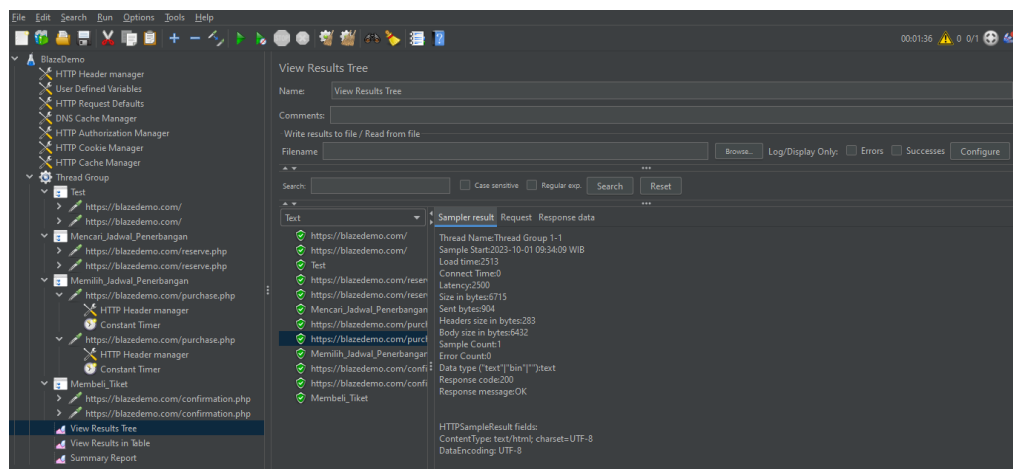 File Edit Search Run Options Tools Help
00:01:36 0 0/1
BlazeDemo
HTTP Header manager
User Defined Variables
HTTP Request Defaults
DNS Cache Manager
HTTP Authorization Manager
HTTP Cookie Manager
HTTP Cache Manager
Thread Group
Test
https://blazedemo.com/
https://blazedemo.com/
Mencari_Jadwal_Penerbangan
https://blazedemo.com/reserve.php
https://blazedemo.com/reserve.php
Memilih_Jadwal_Penerbangan
https://blazedemo.com/purchase.php
HTTP Header manager
Constant Timer
https://blazedemo.com/purchase.php
HTTP Header manager
Constant Timer
Membeli_Tiket
https://blazedemo.com/confirmation.php
https://blazedemo.com/confirmation.php
View Results Tree
View Results in Table
Summary Report
View Results Tree
Name: View Results Tree
Comments:
Write results to file / Read from file
Filename Browse... Log/Display Only: Errors Successes Configure
Search: Case sensitive Regular exp. Search Reset
Text
https://blazedemo.com/
https://blazedemo.com/
Test
https://blazedemo.com/reser
https://blazedemo.com/reser
Mencari_Jadwal_Penerbangan
https://blazedemo.com/purch
https://blazedemo.com/purch
Memilih_Jadwal_Penerbangan
https://blazedemo.com/confi
https://blazedemo.com/confi
Membeli_Tiket
Sampler result Request Response data
Thread Name:Thread Group 1-1
Sample Start:2023-10-01 09:34:09 WIB
Load time:2513
Connect Time:0
Latency:2500
Size in bytes:6715
Sent bytes:904
Headers size in bytes:283
Body size in bytes:6432
Sample Count:1
Error Count:0
Data type ("text"|"bin"|""):text
Response code:200
Response message:OK
HTTPSampleResult fields:
ContentType: text/html; charset=UTF-8
DataEncoding: UTF-8